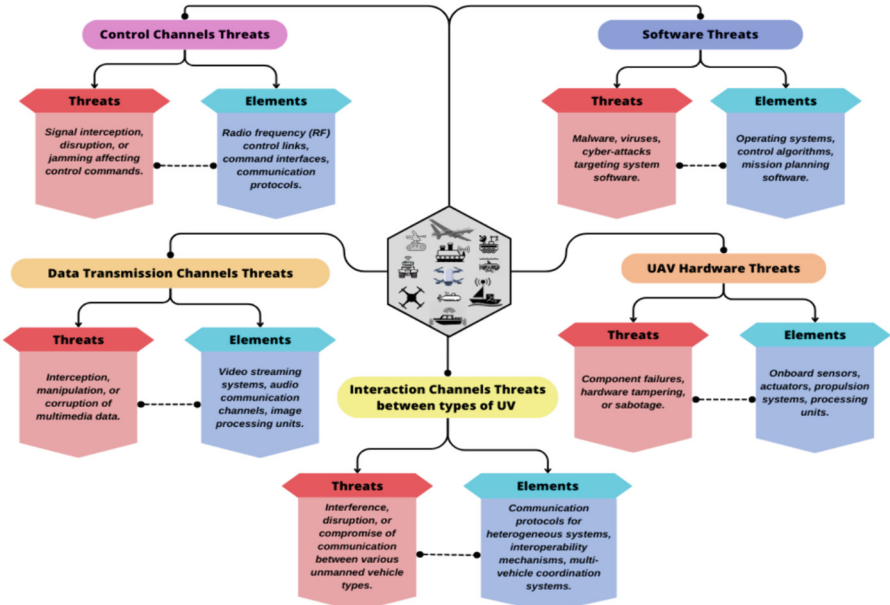 Control Channels Threats
Threats
Signal interception,
disruption, or
jamming affecting
control commands.
Elements
Radio frequency (RF)
control links,
command interfaces,
communication
protocols.
Software Threats
Threats
Malware, viruses,
cyber-attacks
targeting system
software.
Elements
Operating systems,
control algorithms,
mission planning
software.
Data Transmission Channels Threats
Threats
Interception,
manipulation, or
corruption of
multimedia data.
Elements
Video streaming
systems, audio
communication
channels, image
processing units.
UAV Hardware Threats
Threats
Component failures,
hardware tampering,
or sabotage.
Elements
Onboard sensors,
actuators, propulsion
systems, processing
units.
Interaction Channels Threats
between types of UV
Threats
Interference,
disruption, or
compromise of
communication
between various
unmanned vehicle
types.
Elements
Communication
protocols for
heterogeneous systems,
interoperability
mechanisms, multi-
vehicle coordination
systems.